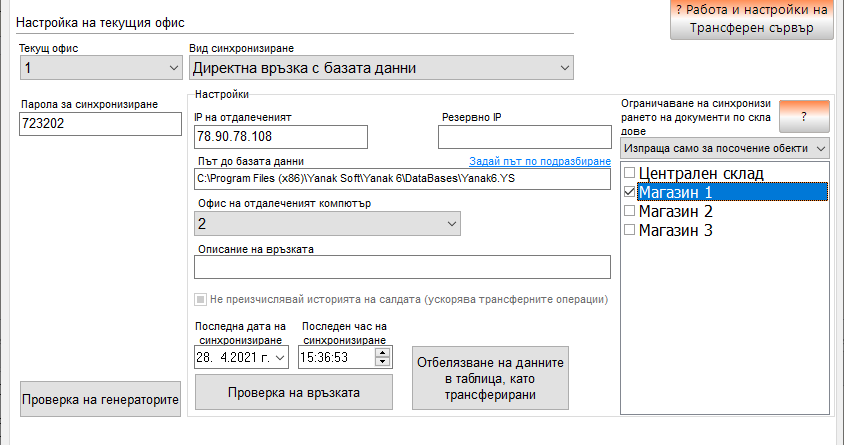 Настройка на текущия офис
? Работа и настройки на
Трансферен сървър
Текущ офис
Вид синхронизиране
1
Директна връзка с базата данни
Парола за синхронизиране
723202
Настройки
IP на отдалеченият
Резервно IP
78.90.78.108
Път до базата данни
Задай път по подразбиране
C:\Program Files (x86)\Yanak Soft\Yanak 6\DataBases\Yanak6.YS
Офис на отдалеченият компютър
2
Описание на връзката
Не преизчислявай историята на салдата (ускорява трансферните операции)
Последна дата на
синхронизиране
Последен час на
синхронизиране
28. 4.2021 г.
15:36:53
Проверка на връзката
Отбелязване на данните
в таблица, като
трансферирани
Проверка на генераторите
Ограничаване на синхронизи
рането на документи по скла
дове
?
Изпраща само за посочение обекти
Централен склад
Магазин 1
Магазин 2
Магазин 3